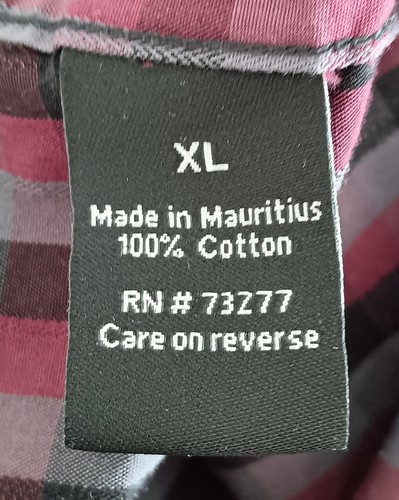 XL
Made in Mauritius
100% Cotton
RN # 73277
Care on reverse